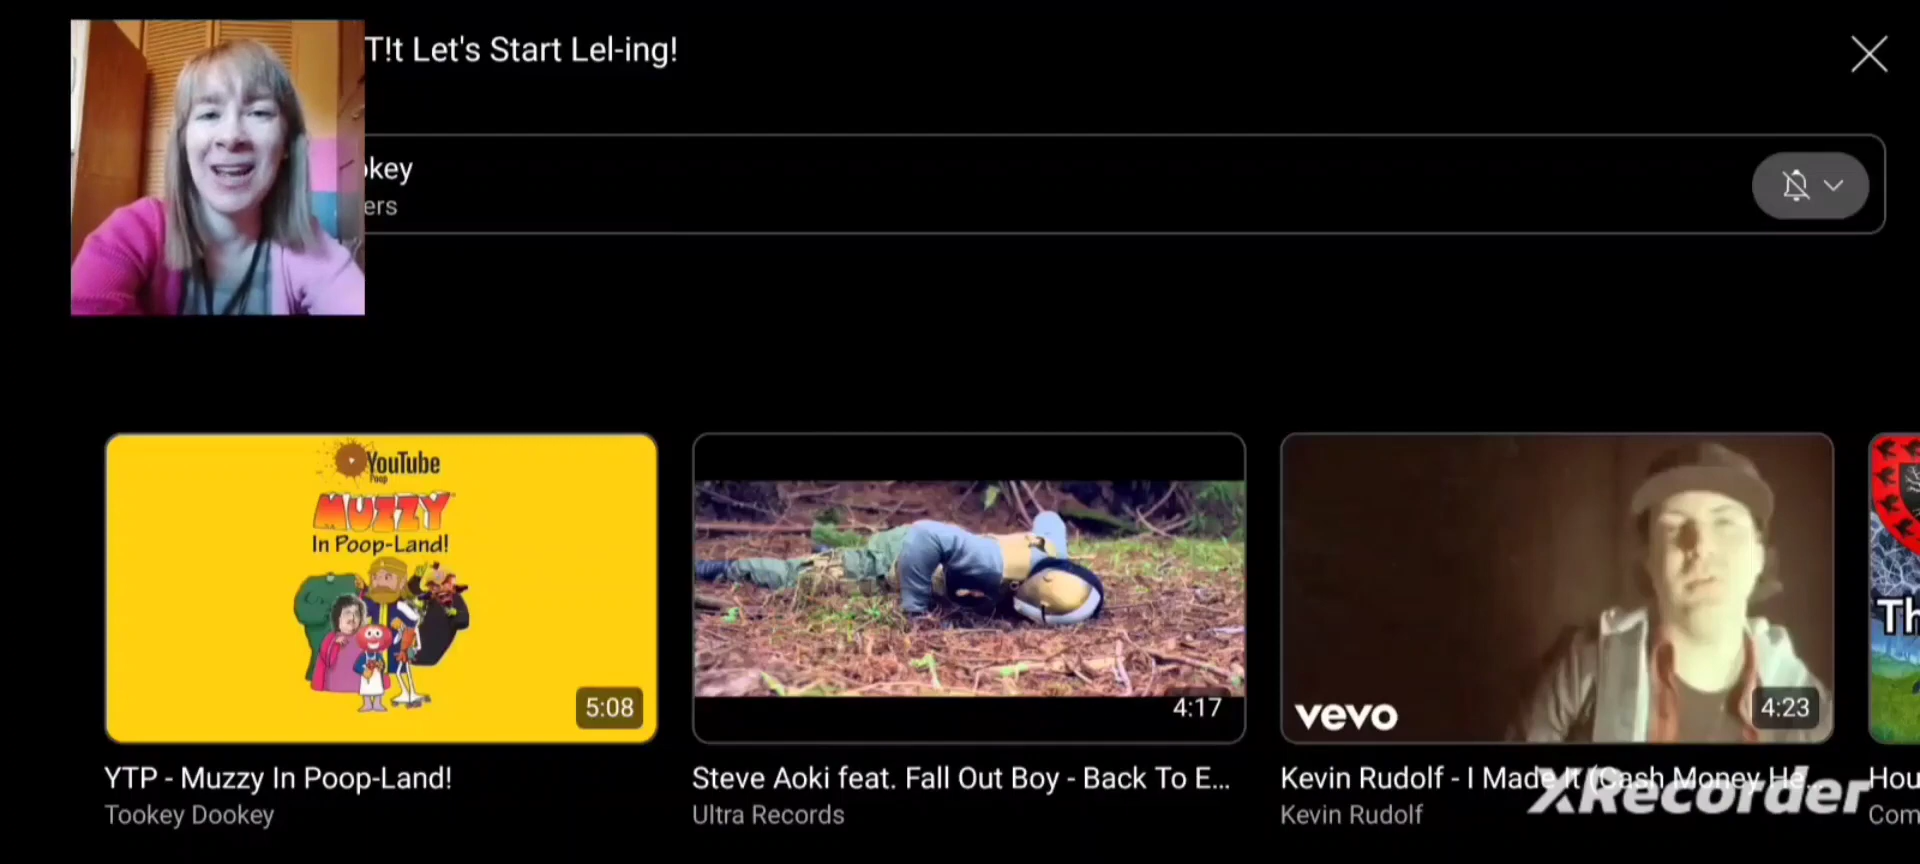 T!t Let's Start Lel-ing!
okey
ers
YouTube
Poop
MUZZY
In Poop-Land!
5:08
4:17
vevo
4:23
Th
YTP - Muzzy In Poop-Land!
Steve Aoki feat. Fall Out Boy - Back To E...
Kevin Rudolf - I Made It (Cash Money He...
Hou
Tookey Dookey
Ultra Records
Kevin Rudolf
XRecorder
Com